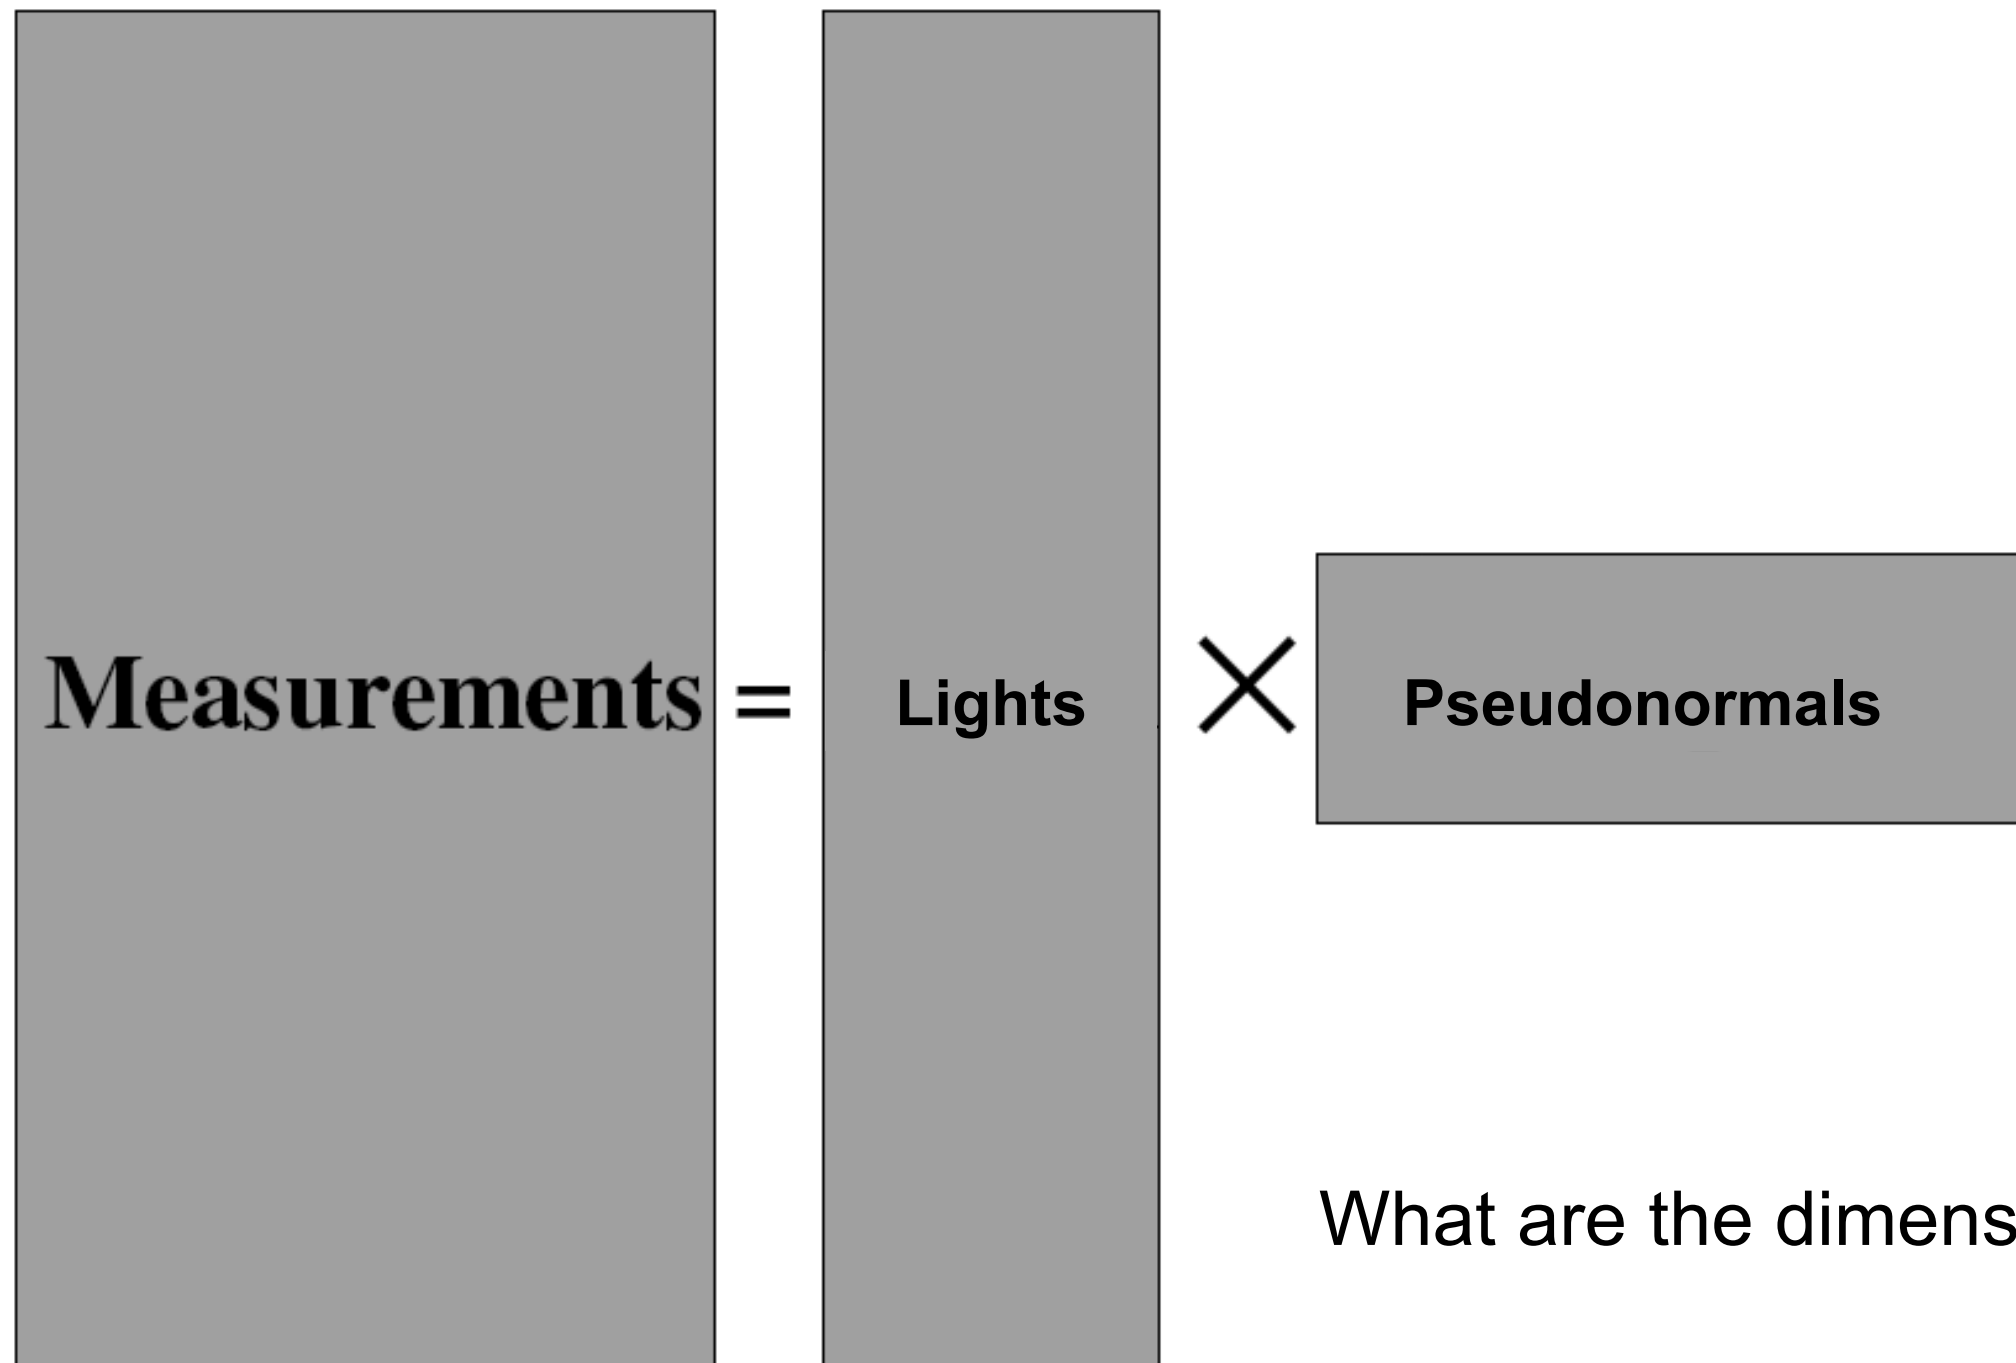 Measurements = Lights × Pseudonormals
What are the dimens